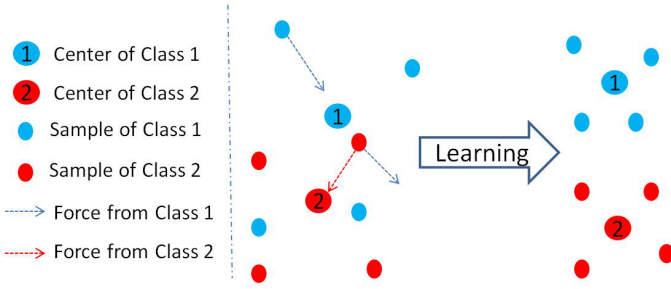 1 Center of Class 1
2 Center of Class 2
Sample of Class 1
Sample of Class 2
Force from Class 1
Force from Class 2
1
2
Learning
1
2